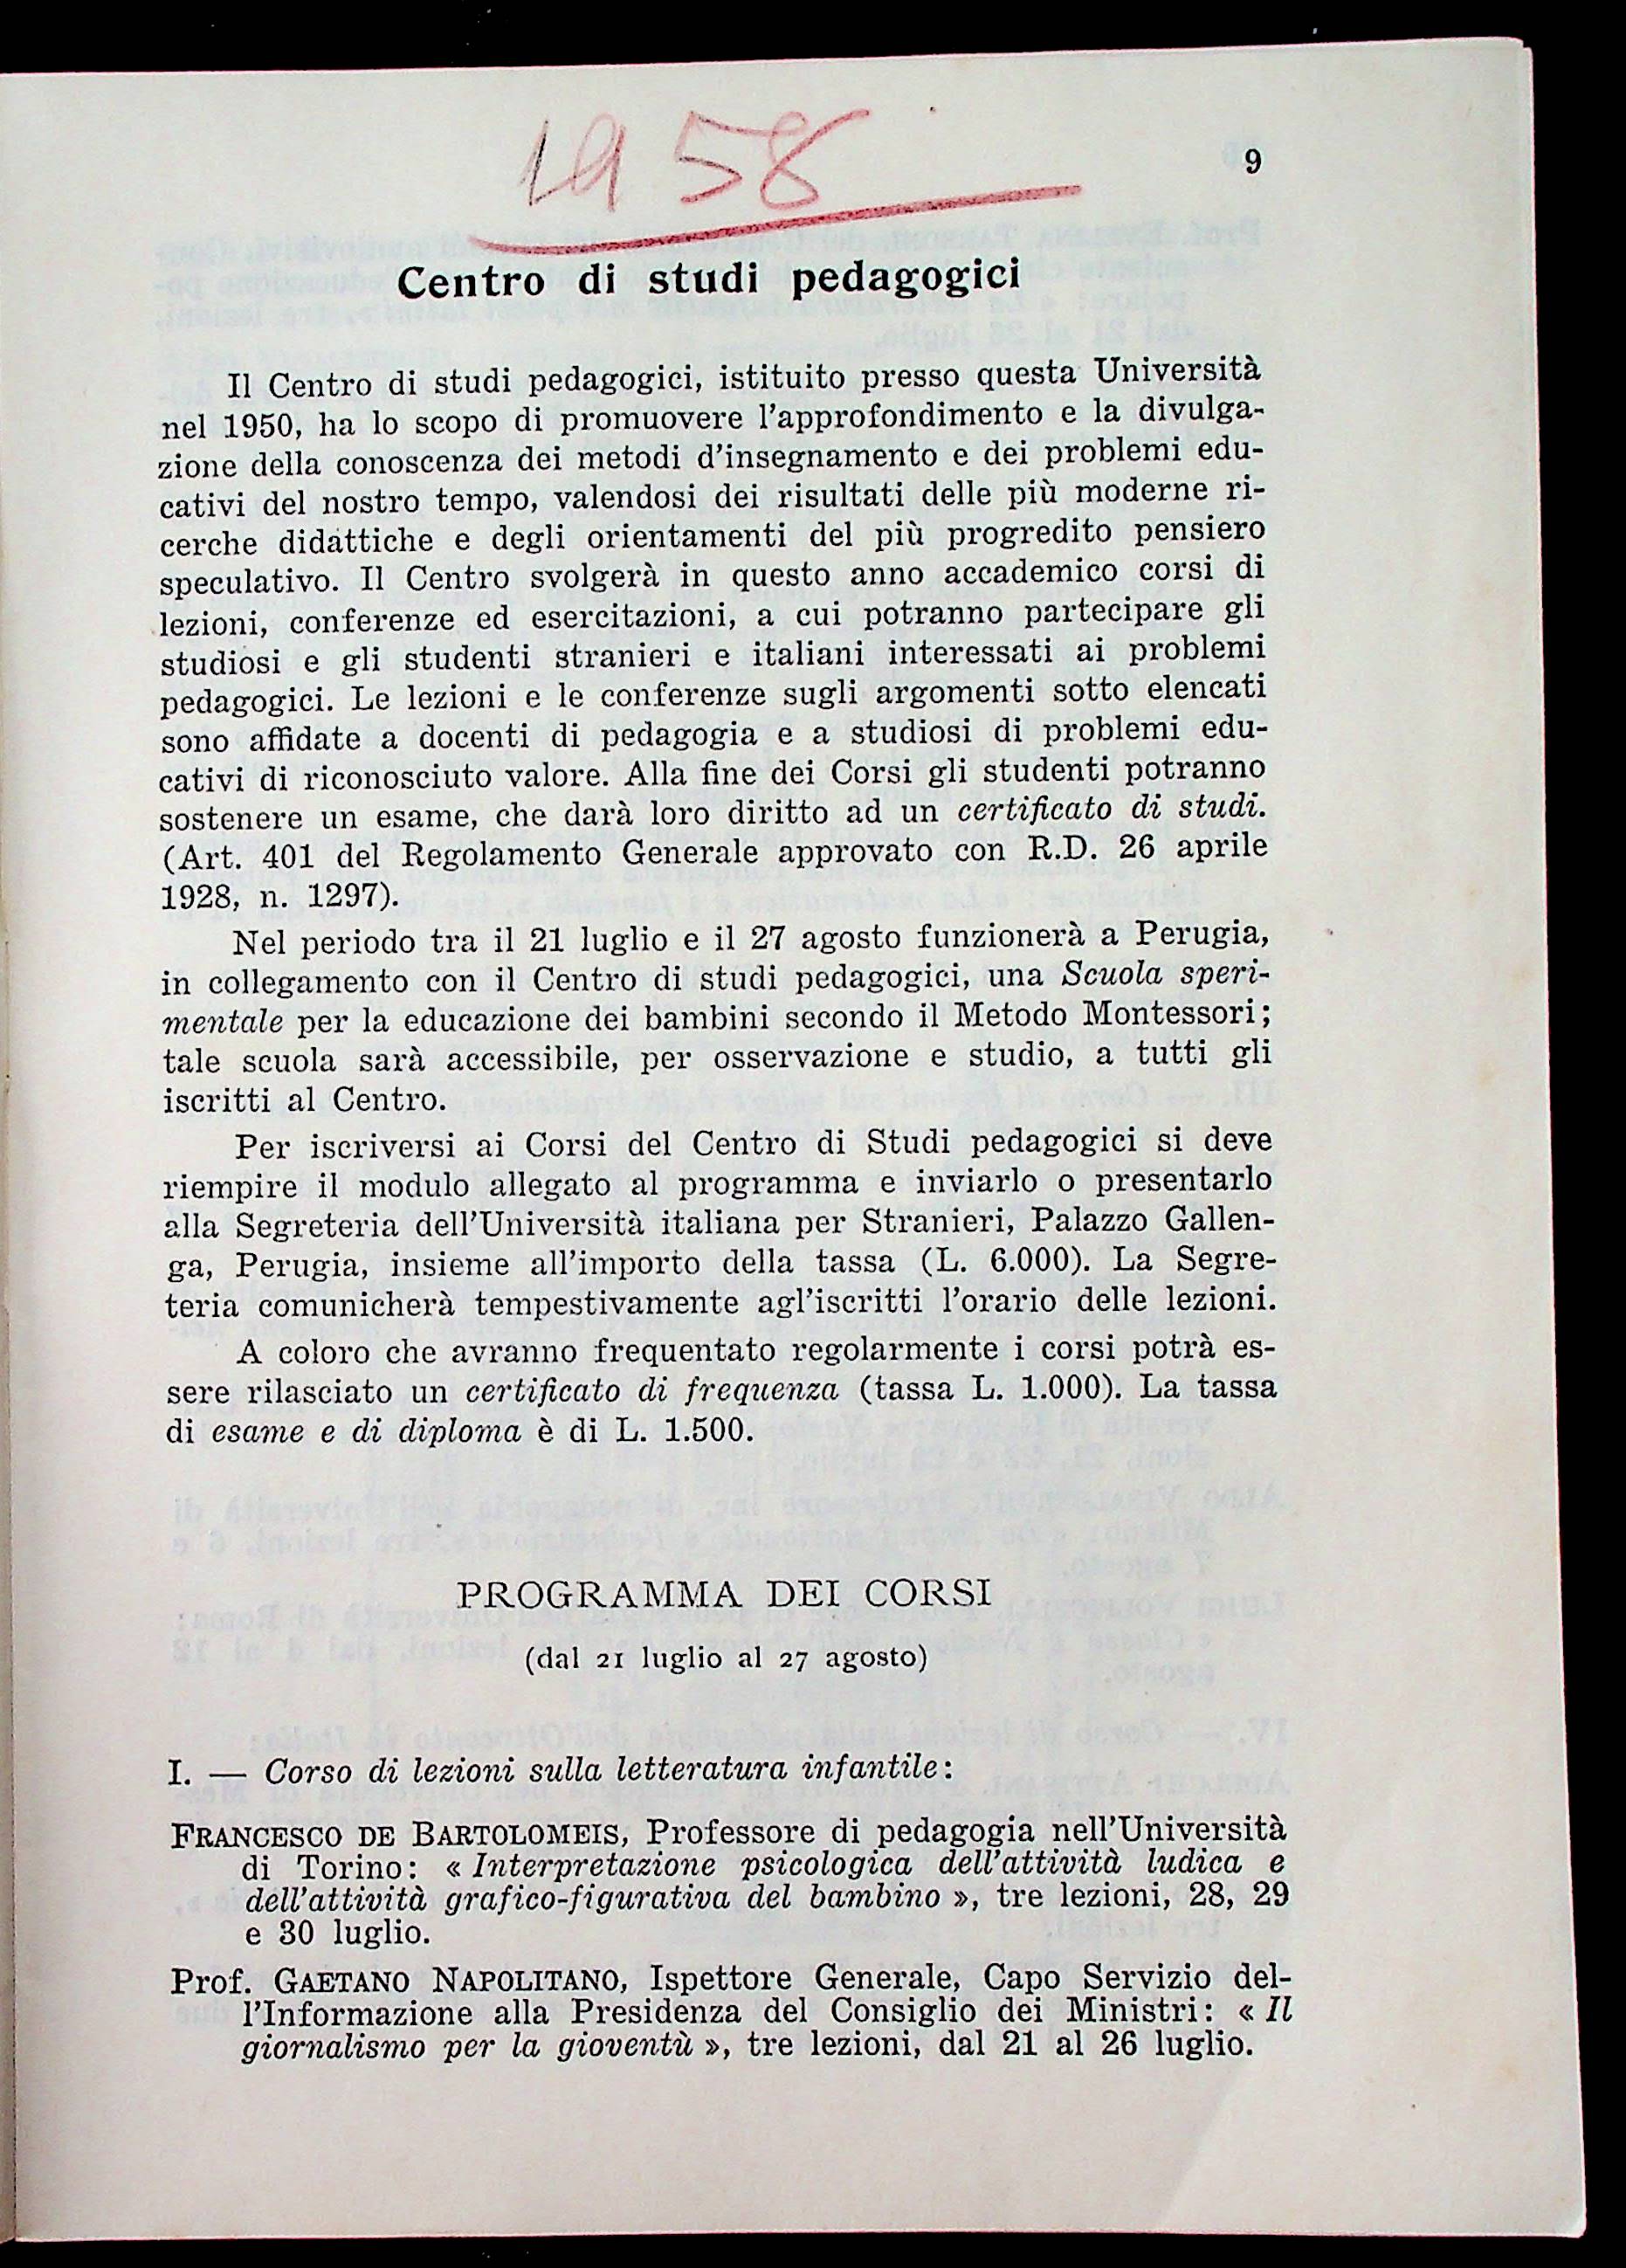 1958
9
Centro di studi pedagogici
Il Centro di studi pedagogici, istituito presso questa Università
nel 1950, ha lo scopo di promuovere l'approfondimento e la divulga-
zione della conoscenza dei metodi d'insegnamento e dei problemi edu-
cativi del nostro tempo, valendosi dei risultati delle più moderne ri-
cerche didattiche e degli orientamenti del più progredito pensiero
speculativo. Il Centro svolgerà in questo anno accademico corsi di
lezioni, conferenze ed esercitazioni, a cui potranno partecipare gli
studiosi e gli studenti stranieri e italiani interessati ai problemi
pedagogici. Le lezioni e le conferenze sugli argomenti sotto elencati
sono affidate a docenti di pedagogia e a studiosi di problemi edu-
cativi di riconosciuto valore. Alla fine dei Corsi gli studenti potranno
sostenere un esame, che darà loro diritto ad un certificato di studi.
(Art. 401 del Regolamento Generale approvato con R.D. 26 aprile
1928, n. 1297).
Nel periodo tra il 21 luglio e il 27 agosto funzionerà a Perugia,
in collegamento con il Centro di studi pedagogici, una Scuola speri-
mentale per la educazione dei bambini secondo il Metodo Montessori;
tale scuola sarà accessibile, per osservazione e studio, a tutti gli
iscritti al Centro.
Per iscriversi ai Corsi del Centro di Studi pedagogici si deve
riempire il modulo allegato al programma e inviarlo o presentarlo
alla Segreteria dell'Università italiana per Stranieri, Palazzo Gallen-
ga, Perugia, insieme all'importo della tassa (L. 6.000). La Segre-
teria comunicherà tempestivamente agl'iscritti l'orario delle lezioni.
A coloro che avranno frequentato regolarmente i corsi potrà es-
sere rilasciato un certificato di frequenza (tassa L. 1.000). La tassa
di esame e di diploma è di L. 1.500.
PROGRAMMA DEI CORSI
(dal 21 luglio al 27 agosto)
I. — Corso di lezioni sulla letteratura infantile:
FRANCESCO DE BARTOLOMEIS, Professore di pedagogia nell'Università
di Torino: « Interpretazione psicologica dell'attività ludica e
dell'attività grafico-figurativa del bambino », tre lezioni, 28, 29
e 30 luglio.
Prof. GAETANO NAPOLITANO, Ispettore Generale, Capo Servizio del-
l'Informazione alla Presidenza del Consiglio dei Ministri: « Il
giornalismo per la gioventù », tre lezioni, dal 21 al 26 luglio.